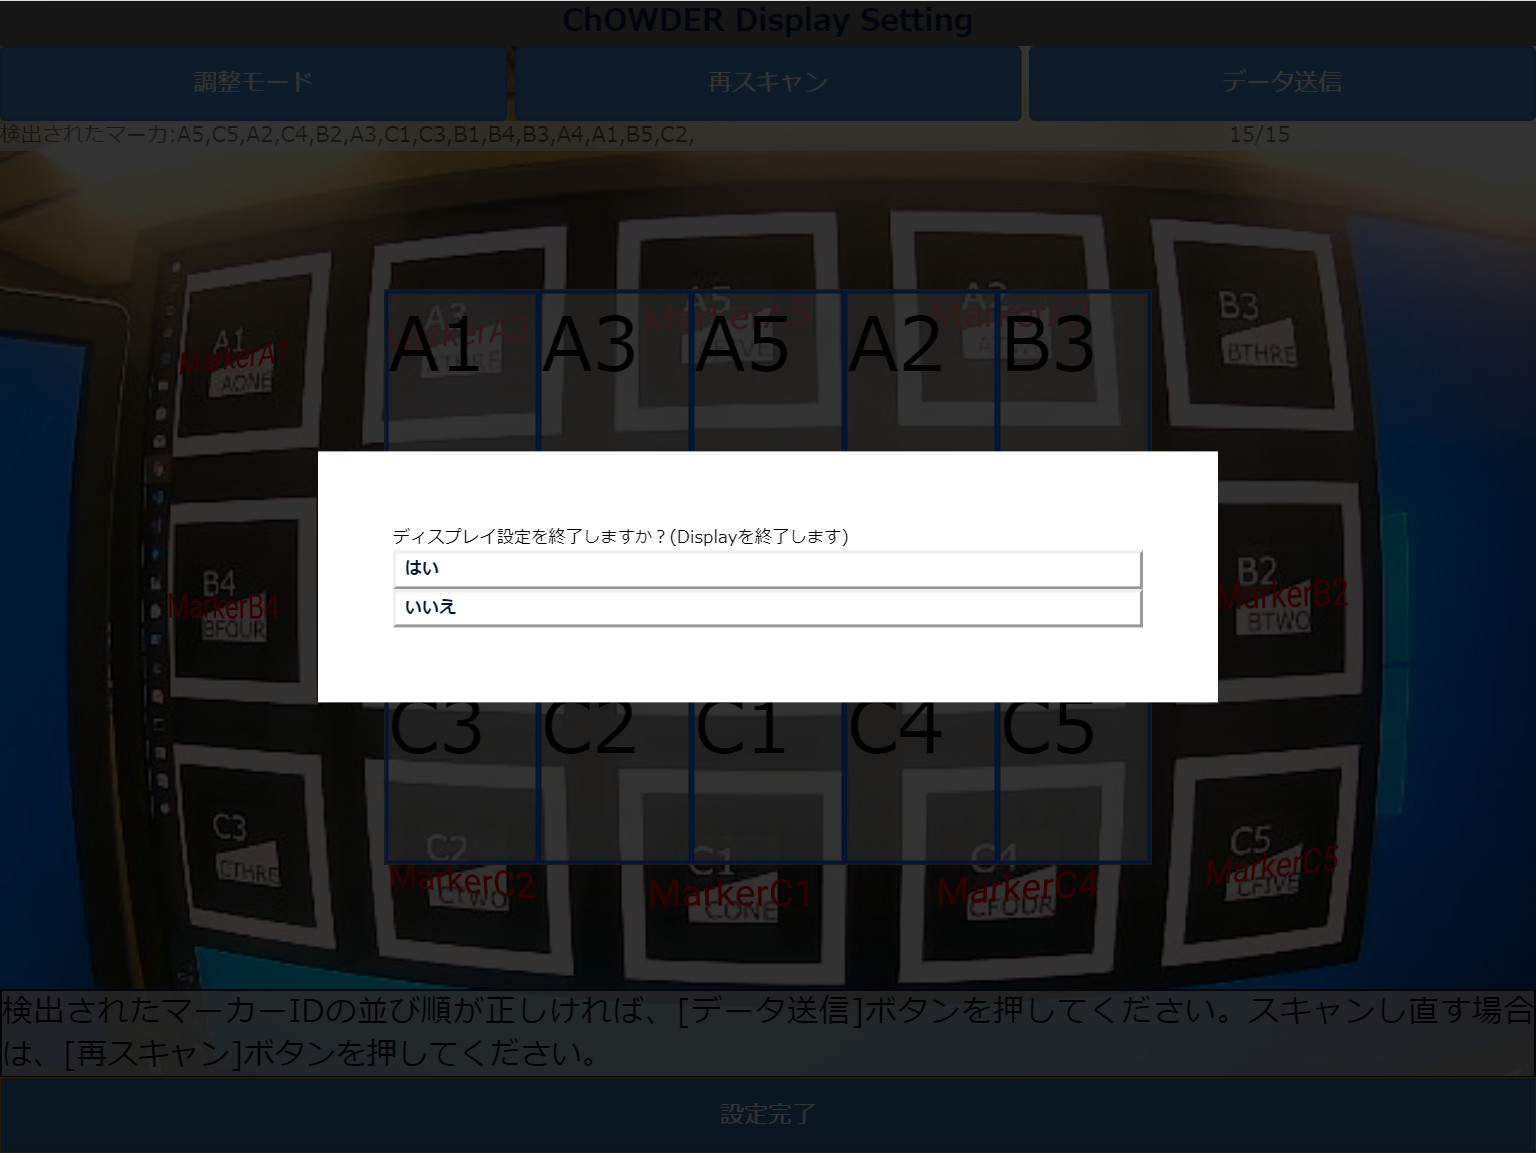 ChOWDER Display Setting
調整モード
再スキャン
データ送信
検出されたマーカ:A5,C5,A2,C4,B2,A3,C1,C3,B1,B4,B3,A4,A1,B5,C2,
15/15
A1
MarkerA1
AONE
A3
MarkerA3
BTHRE
A1
A3
A5
A2
B3
B3
BTHRE
ディスプレイ設定を終了しますか？(Displayを終了します)
はい
いいえ
B4
MarkerB4
BFOUR
B2
MarkerB2
BTWO
C3
C2
C1
C4
C5
C3
CTHRE
C2
MarkerC2
CTWO
C1
MarkerC1
CONE
C4
MarkerC4
CFOUR
C5
MarkerC5
CFIVE
検出されたマーカーIDの並び順が正しければ、[データ送信]ボタンを押してください。スキャンし直す場合
は、[再スキャン]ボタンを押してください。
設定完了